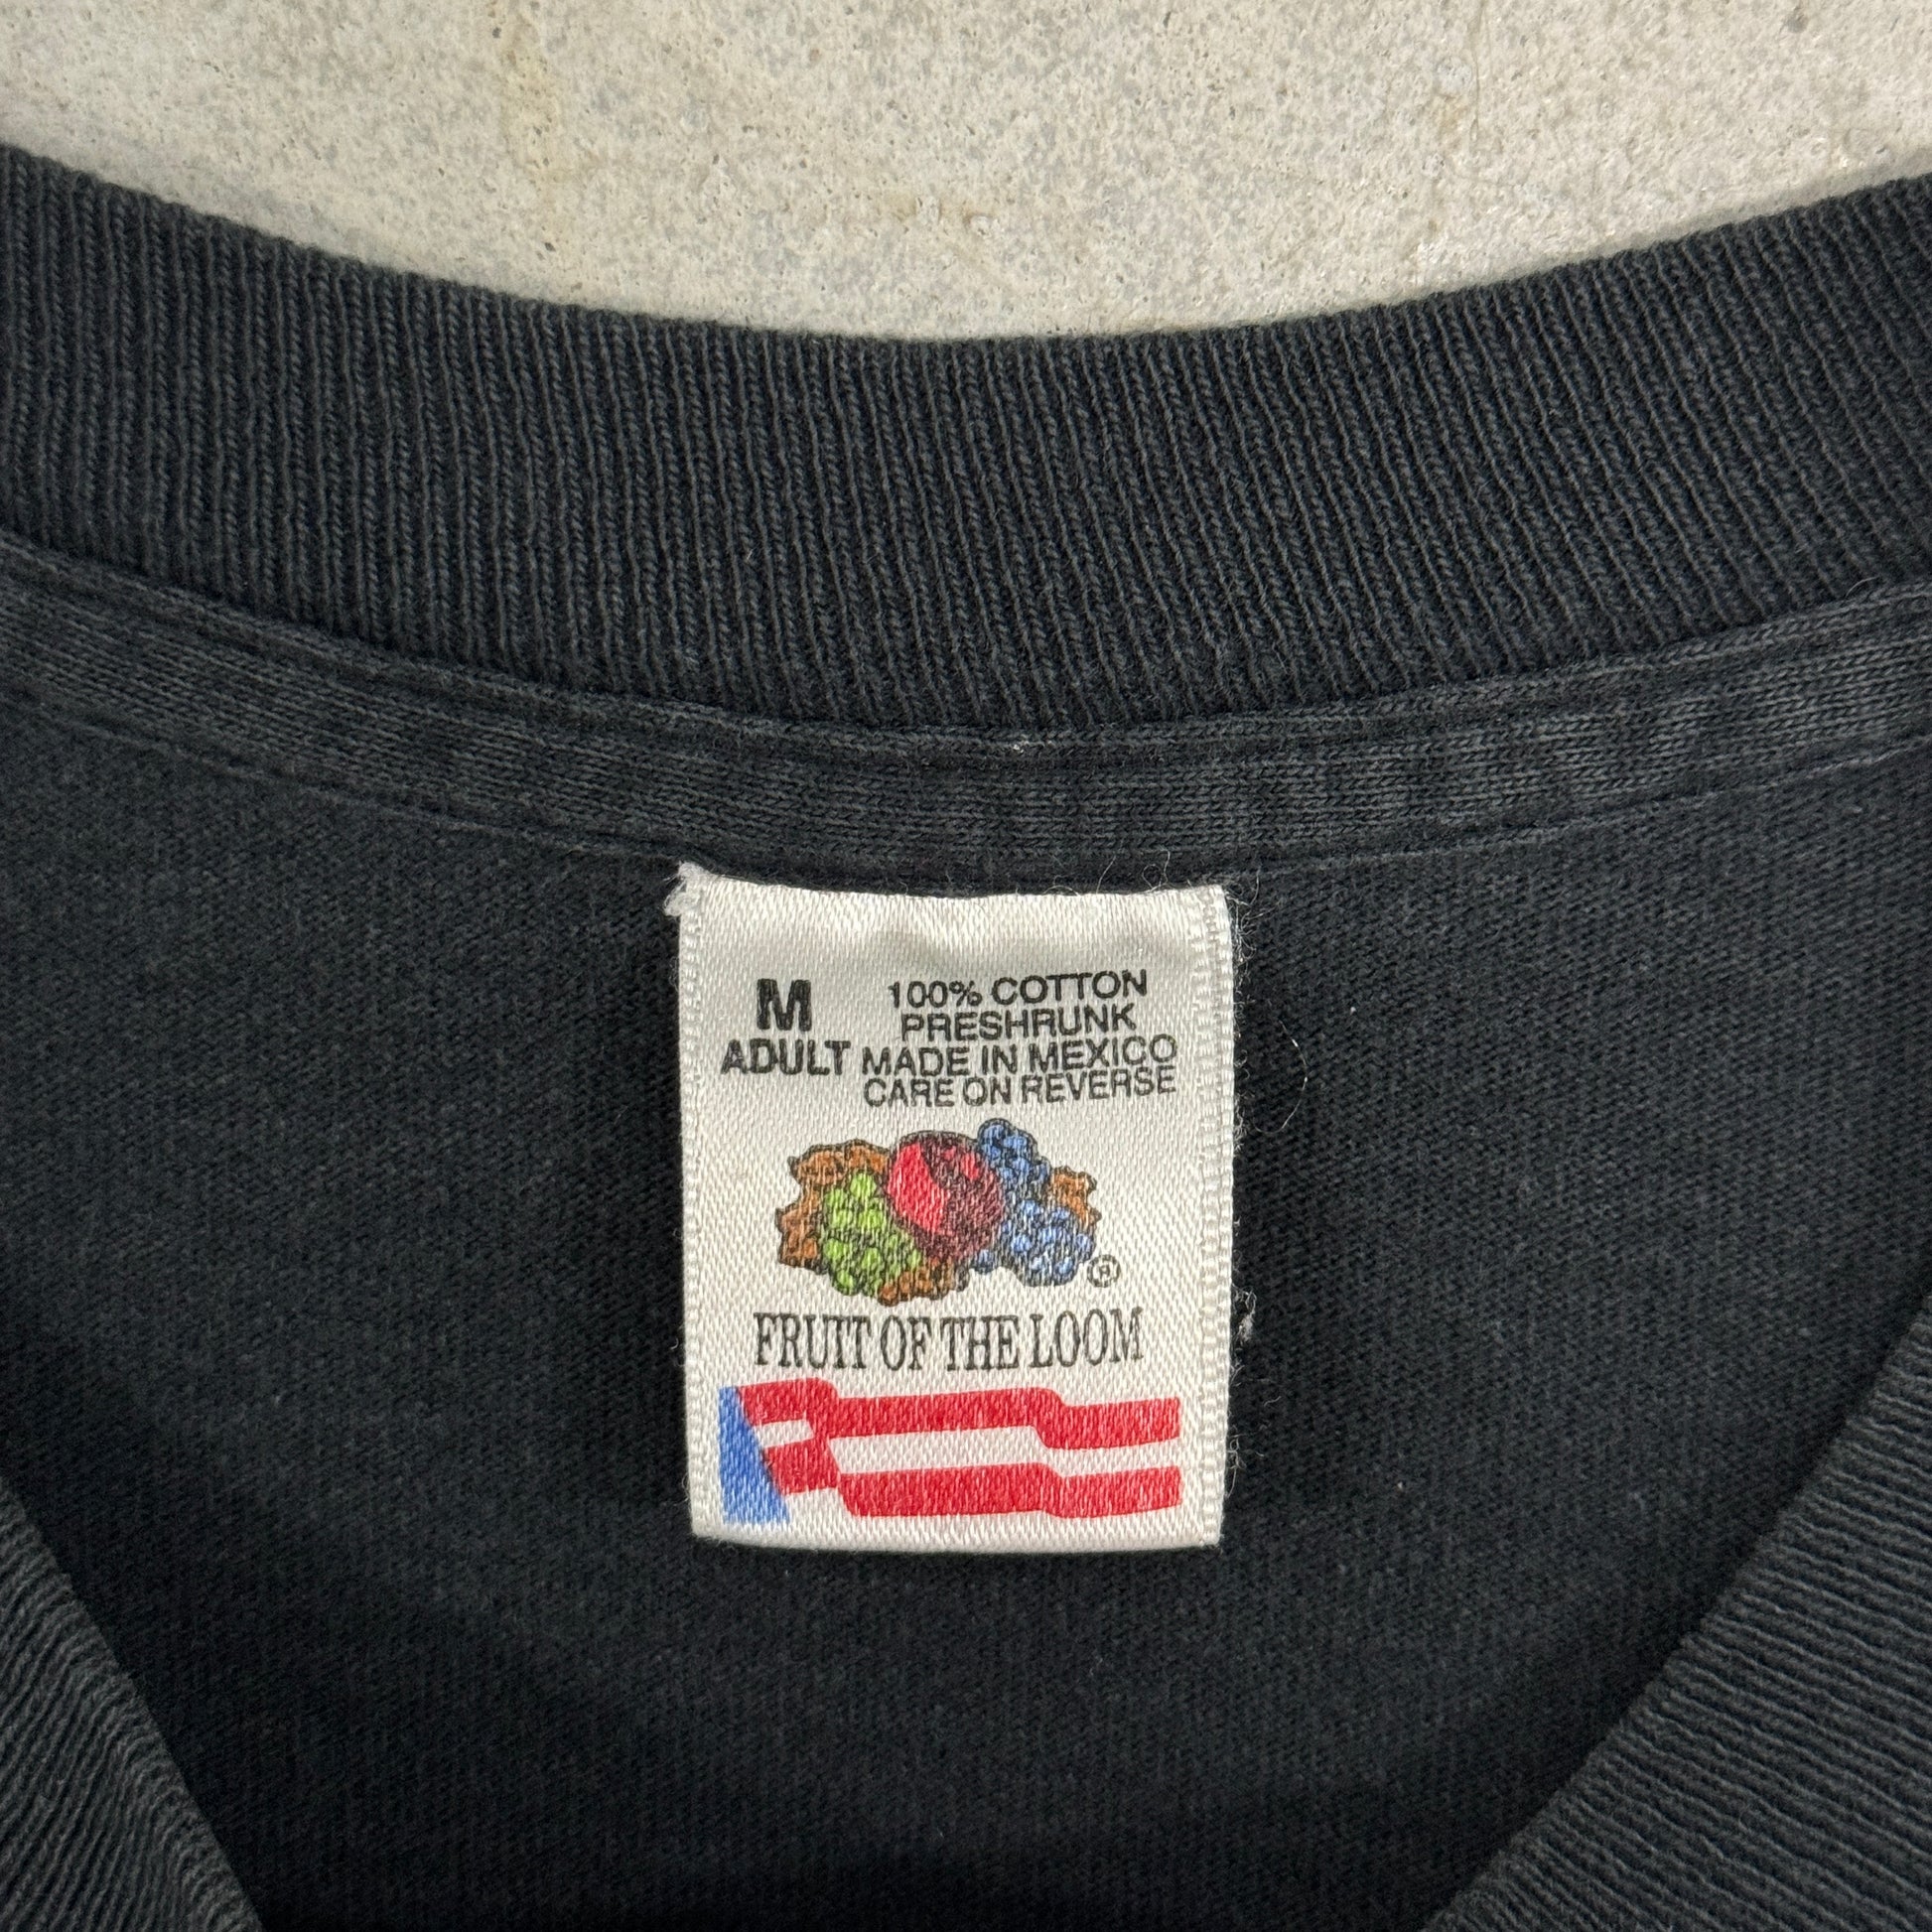 M
ADULT
100% COTTON
PRESHRUNK
MADE IN MEXICO
CARE ON REVERSE
®
FRUIT OF THE LOOM